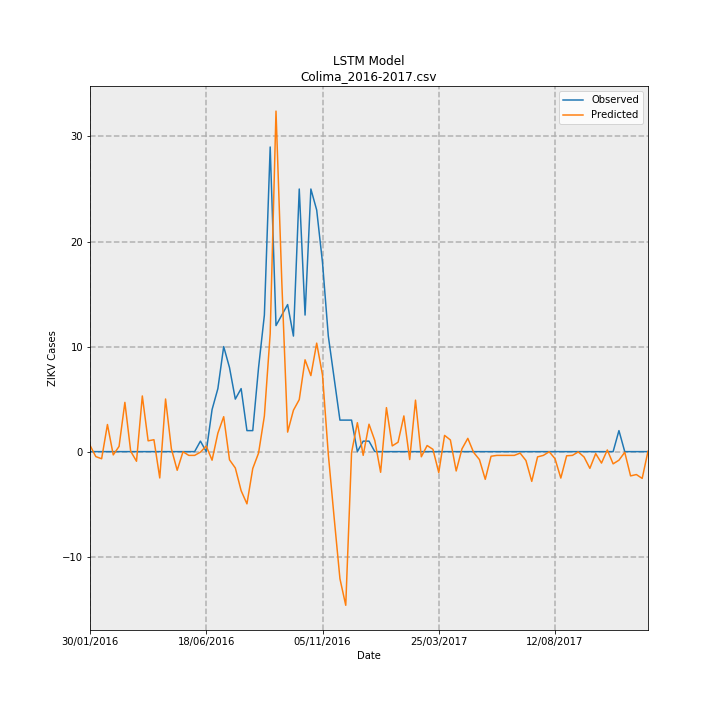 LSTM Model
Colima_2016-2017.csv
Observed
Predicted
30
20
10
0
−10
ZIKV Cases
30/01/2016
18/06/2016
05/11/2016
25/03/2017
12/08/2017
Date